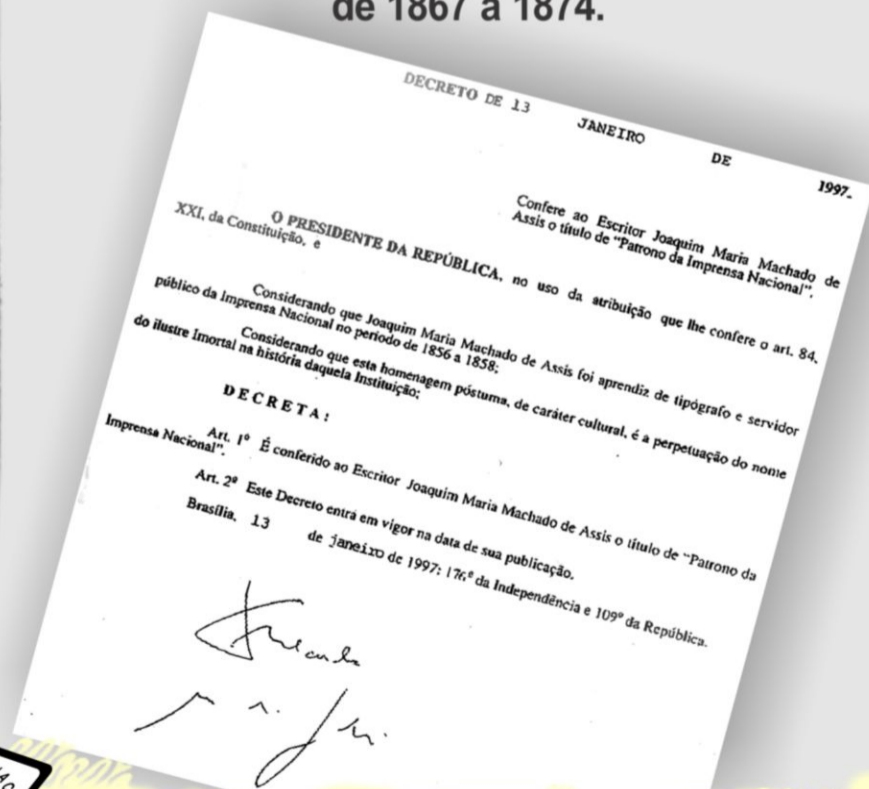 de 1867 a 1874.
DECRETO DE 13 JANEIRO DE 1997.
Confere ao Escritor Joaquim Maria Machado de
Assis o título de "Patrono da Imprensa Nacional".
O PRESIDENTE DA REPÚBLICA, no uso da atribuição que lhe confere o art. 84,
XXI, da Constituição, e
Considerando que Joaquim Maria Machado de Assis foi aprendiz de tipógrafo e servidor
público da Imprensa Nacional no período de 1856 a 1858;
Considerando que esta homenagem póstuma, de caráter cultural, é a perpetuação do nome
do ilustre Imortal na história daquela Instituição;
DECRETA:
Art. 1º É conferido ao Escritor Joaquim Maria Machado de Assis o título de "Patrono da
Imprensa Nacional".
Art. 2º Este Decreto entra em vigor na data de sua publicação.
Brasília, 13 de janeiro de 1997; 176º da Independência e 109º da República.